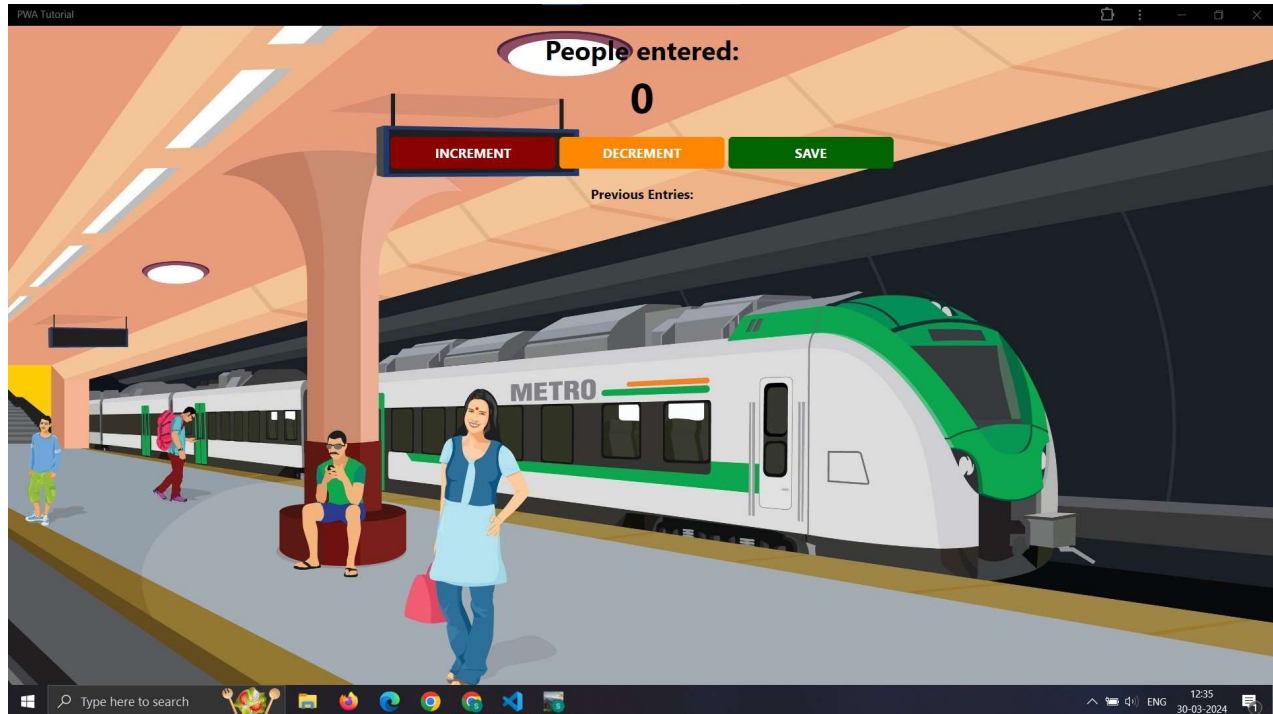 PWA Tutorial
People entered:
0
INCREMENT DECREMENT SAVE
Previous Entries:
METRO
Type here to search
ENG
12:35
30-03-2024
1